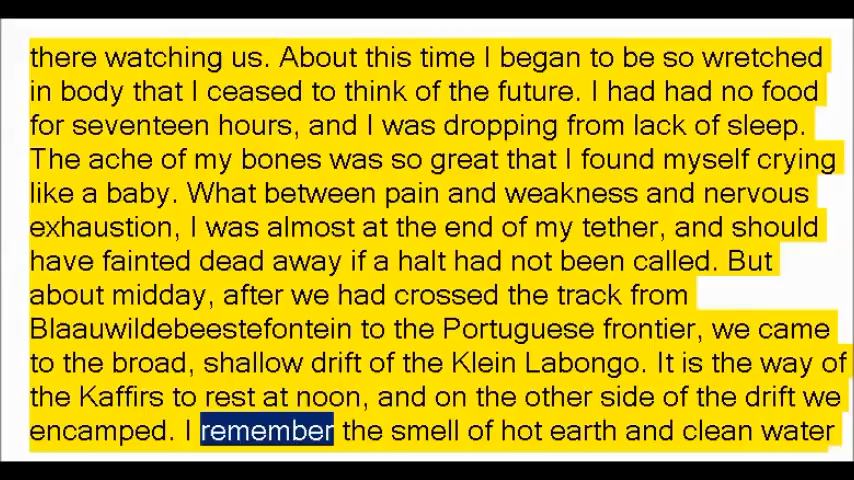 there watching us. About this time I began to be so wretched
in body that I ceased to think of the future. I had had no food
for seventeen hours, and I was dropping from lack of sleep.
The ache of my bones was so great that I found myself crying
like a baby. What between pain and weakness and nervous
exhaustion, I was almost at the end of my tether, and should
have fainted dead away if a halt had not been called. But
about midday, after we had crossed the track from
Blaauwildebeestefontein to the Portuguese frontier, we came
to the broad, shallow drift of the Klein Labongo. It is the way of
the Kaffirs to rest at noon, and on the other side of the drift we
encamped. I remember the smell of hot earth and clean water